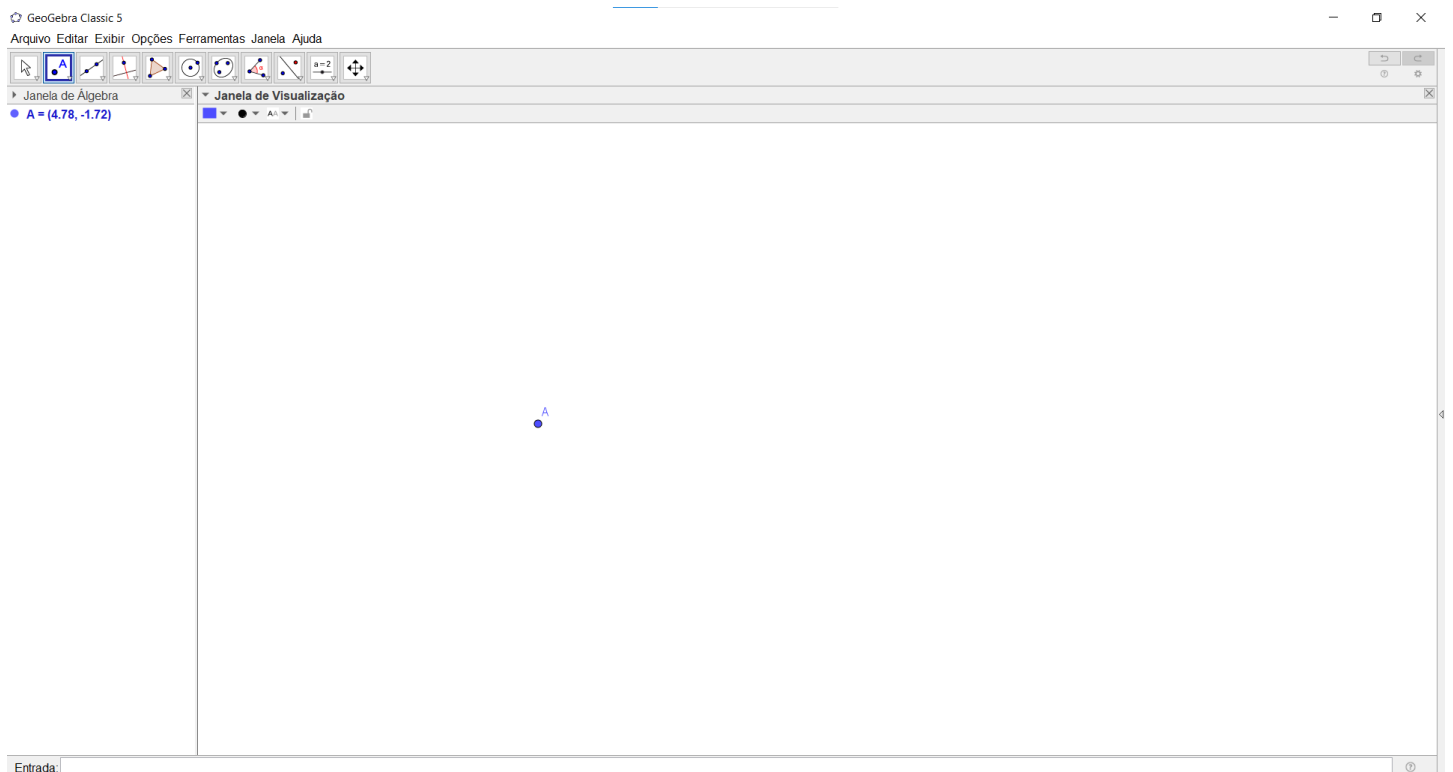 GeoGebra Classic 5
Arquivo Editar Exibir Opções Ferramentas Janela Ajuda
A
a=2
Janela de Álgebra
Janela de Visualização
A = (4.78, -1.72)
AA
A
Entrada: